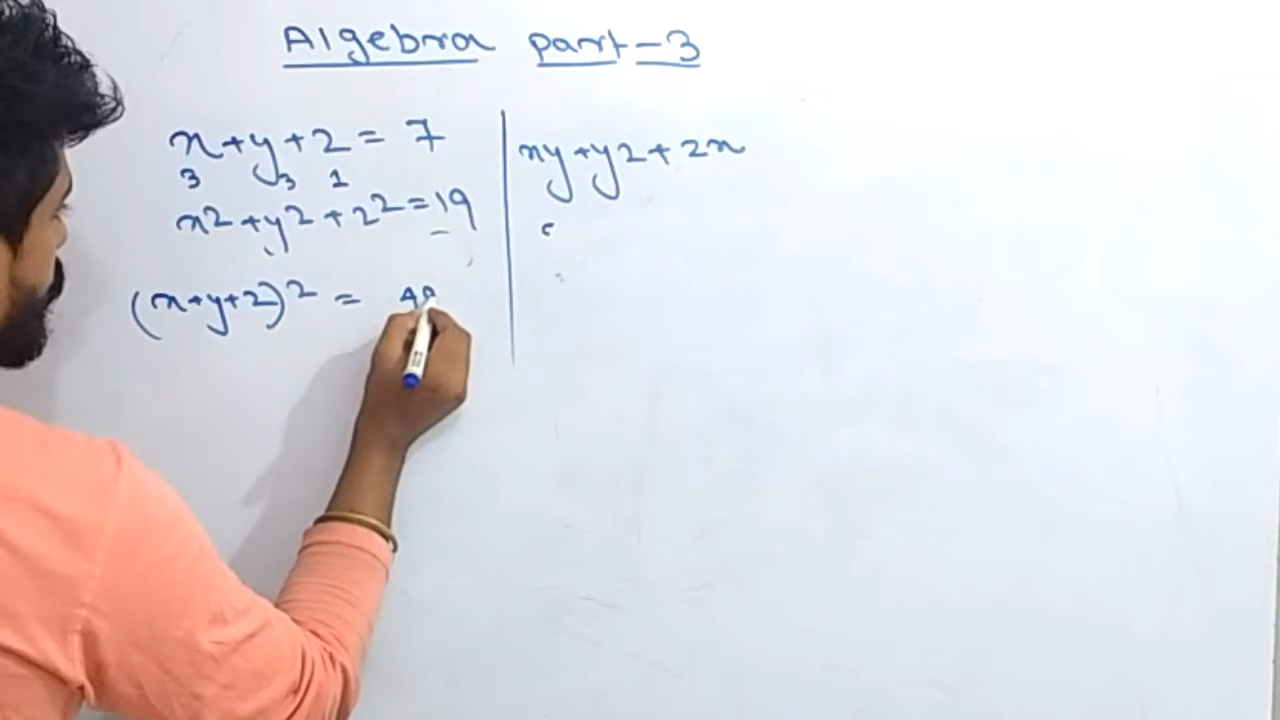 Algebra part-3
x+y+z = 7
3 3 1
x²+y²+z²=19
(x+y+z)² = 49
xy+yz+zx